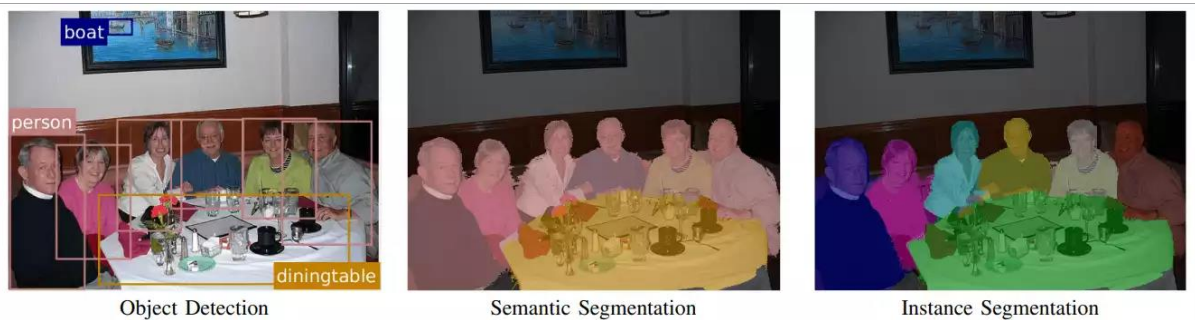 boat
person
diningtable
Object Detection
Semantic Segmentation
Instance Segmentation